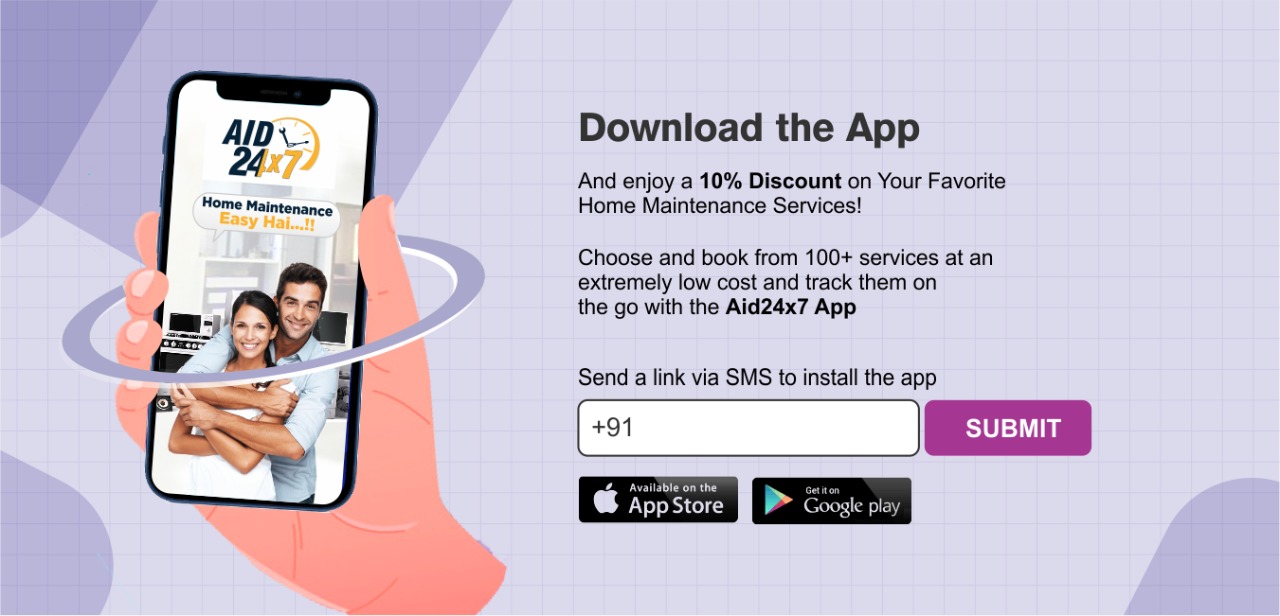 AID
24x7
Home Maintenance
Easy Hai...!!
Download the App
And enjoy a 10% Discount on Your Favorite
Home Maintenance Services!
Choose and book from 100+ services at an
extremely low cost and track them on
the go with the Aid24x7 App
Send a link via SMS to install the app
+91
SUBMIT
Available on the
App Store
Get it on
Google play